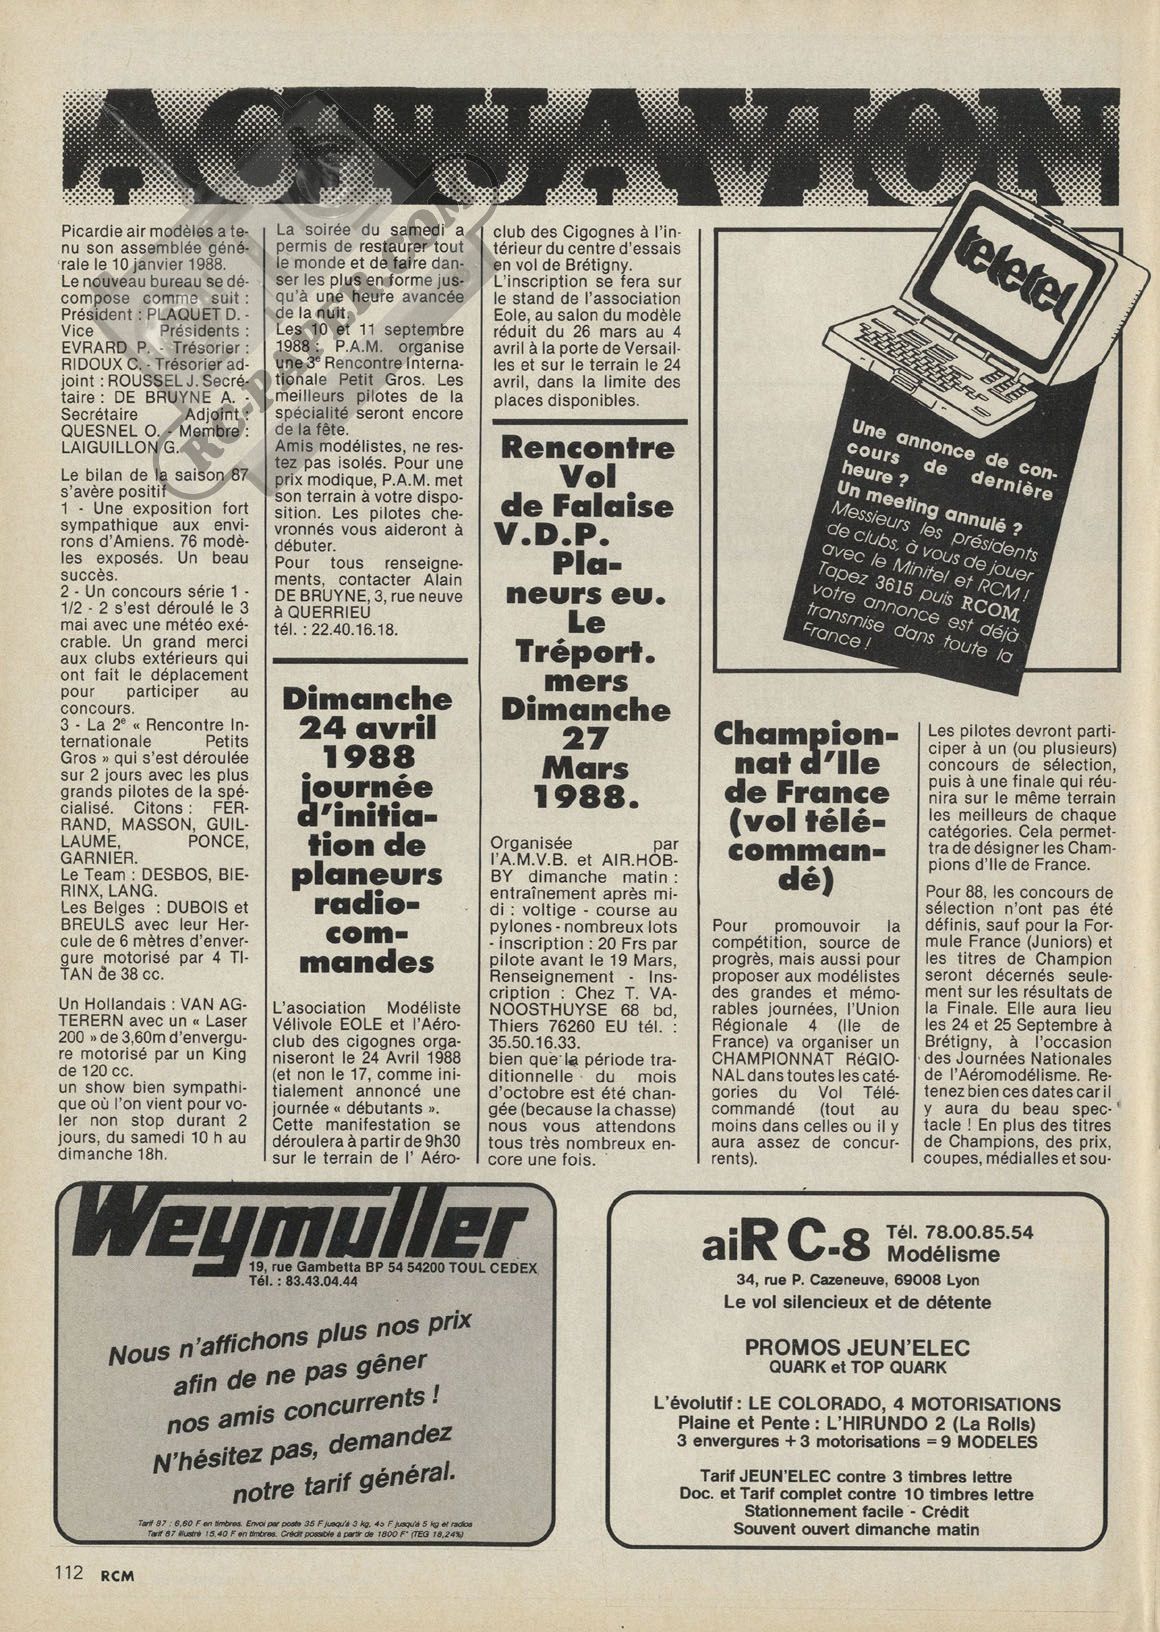 ACTUAVION
Picardie air modèles a te-
nu son assemblée géné-
rale le 10 janvier 1988.
Le nouveau bureau se dé-
compose comme suit :
Président : PLAQUET D. -
Vice Présidents :
EVRARD P. - Trésorier :
RIDOUX C. - Trésorier ad-
joint : ROUSSEL J. Secré-
taire : DE BRUYNE A. -
Secrétaire Adjoint :
QUESNEL O. - Membre :
LAIGUILLON G.
Le bilan de la saison 87
s'avère positif
1 - Une exposition fort
sympathique aux envi-
rons d'Amiens. 76 modè-
les exposés. Un beau
succès.
2 - Un concours série 1 -
1/2 - 2 s'est déroulé le 3
mai avec une météo exé-
crable. Un grand merci
aux clubs extérieurs qui
ont fait le déplacement
pour participer au
concours.
3 - La 2e « Rencontre In-
ternationale Petits
Gros » qui s'est déroulée
sur 2 jours avec les plus
grands pilotes de la spé-
cialisé. Citons : FER-
RAND, MASSON, GUIL-
LAUME, PONCE,
GARNIER.
Le Team : DESBOS, BIE-
RINX, LANG.
Les Belges : DUBOIS et
BREULS avec leur Her-
cule de 6 mètres d'enver-
gure motorisé par 4 TI-
TAN de 38 cc.
Un Hollandais : VAN AG-
TERERN avec un « Laser
200 » de 3,60m d'envergu-
re motorisé par un King
de 120 cc.
un show bien sympathi-
que où l'on vient pour vo-
ler non stop durant 2
jours, du samedi 10 h au
dimanche 18h.
La soirée du samedi a
permis de restaurer tout
le monde et de faire dan-
ser les plus en forme jus-
qu'à une heure avancée
de la nuit.
Les 10 et 11 septembre
1988 : P.A.M. organise
une 3e Rencontre Interna-
tionale Petit Gros. Les
meilleurs pilotes de la
spécialité seront encore
de la fête.
Amis modélistes, ne res-
tez pas isolés. Pour une
prix modique, P.A.M. met
son terrain à votre dispo-
sition. Les pilotes che-
vronnés vous aideront à
débuter.
Pour tous renseigne-
ments, contacter Alain
DE BRUYNE, 3, rue neuve
à QUERRIEU
tél. : 22.40.16.18.
Dimanche
24 avril
1988
journée
d'initia-
tion de
planeurs
radio-
com-
mandes
L'asociation Modéliste
Vélivole EOLE et l'Aéro-
club des cigognes orga-
niseront le 24 Avril 1988
(et non le 17, comme ini-
tialement annoncé une
journée « débutants ».
Cette manifestation se
déroulera à partir de 9h30
sur le terrain de l' Aéro-
club des Cigognes à l'in-
térieur du centre d'essais
en vol de Brétigny.
L'inscription se fera sur
le stand de l'association
Eole, au salon du modèle
réduit du 26 mars au 4
avril à la porte de Versail-
les et sur le terrain le 24
avril, dans la limite des
places disponibles.
Rencontre
Vol
de Falaise
V.D.P.
Pla-
neurs eu.
Le
Tréport.
mers
Dimanche
27
Mars
1988.
Organisée par
l'A.M.V.B. et AIR.HOB-
BY dimanche matin :
entraînement après mi-
di : voltige - course au
pylones - nombreux lots
- inscription : 20 Frs par
pilote avant le 19 Mars,
Renseignement - Ins-
cription : Chez T. VA-
NOOSTHUYSE 68 bd,
Thiers 76260 EU tél. :
35.50.16.33.
bien que la période tra-
ditionnelle du mois
d'octobre est été chan-
gée (because la chasse)
nous vous attendons
tous très nombreux en-
core une fois.
teletel
Une annonce de con-
cours de dernière
heure ?
Un meeting annulé ?
Messieurs les présidents
de clubs, à vous de jouer
avec le Minitel et RCM !
Tapez 3615 puis RCOM,
votre annonce est déjà
transmise dans toute la
France !
Champion-
nat d'Ile
de France
(vol télé-
comman-
dé)
Pour promouvoir la
compétition, source de
progrès, mais aussi pour
proposer aux modélistes
des grandes et mémo-
rables journées, l'Union
Régionale 4 (Ile de
France) va organiser un
CHAMPIONNAT RéGIO-
NAL dans toutes les caté-
gories du Vol Télé-
commandé (tout au
moins dans celles ou il y
aura assez de concur-
rents).
Les pilotes devront parti-
ciper à un (ou plusieurs)
concours de sélection,
puis à une finale qui réu-
nira sur le même terrain
les meilleurs de chaque
catégories. Cela permet-
tra de désigner les Cham-
pions d'Ile de France.
Pour 88, les concours de
sélection n'ont pas été
définis, sauf pour la For-
mule France (Juniors) et
les titres de Champion
seront décernés seule-
ment sur les résultats de
la Finale. Elle aura lieu
les 24 et 25 Septembre à
Brétigny, à l'occasion
des Journées Nationales
de l'Aéromodélisme. Re-
tenez bien ces dates car il
y aura du beau spec-
tacle ! En plus des titres
de Champions, des prix,
coupes, médialles et sou-
RC-PAPER.COM
Weymuller
19, rue Gambetta BP 54 54200 TOUL CEDEX
Tél. : 83.43.04.44
Nous n'affichons plus nos prix
afin de ne pas gêner
nos amis concurrents !
N'hésitez pas, demandez
notre tarif général.
Tarif 87 : 6,60 F en timbres. Envoi par poste 35 F jusqu'à 3 kg, 45 F jusqu'à 5 kg et radios
Tarif 87 illustré 15,40 F en timbres. Crédit possible à partir de 1800 F* (TEG 18,24%)
aiRC-8
Tél. 78.00.85.54
Modélisme
34, rue P. Cazeneuve, 69008 Lyon
Le vol silencieux et de détente
PROMOS JEUN'ELEC
QUARK et TOP QUARK
L'évolutif : LE COLORADO, 4 MOTORISATIONS
Plaine et Pente : L'HIRUNDO 2 (La Rolls)
3 envergures + 3 motorisations = 9 MODELES
Tarif JEUN'ELEC contre 3 timbres lettre
Doc. et Tarif complet contre 10 timbres lettre
Stationnement facile - Crédit
Souvent ouvert dimanche matin
112 RCM